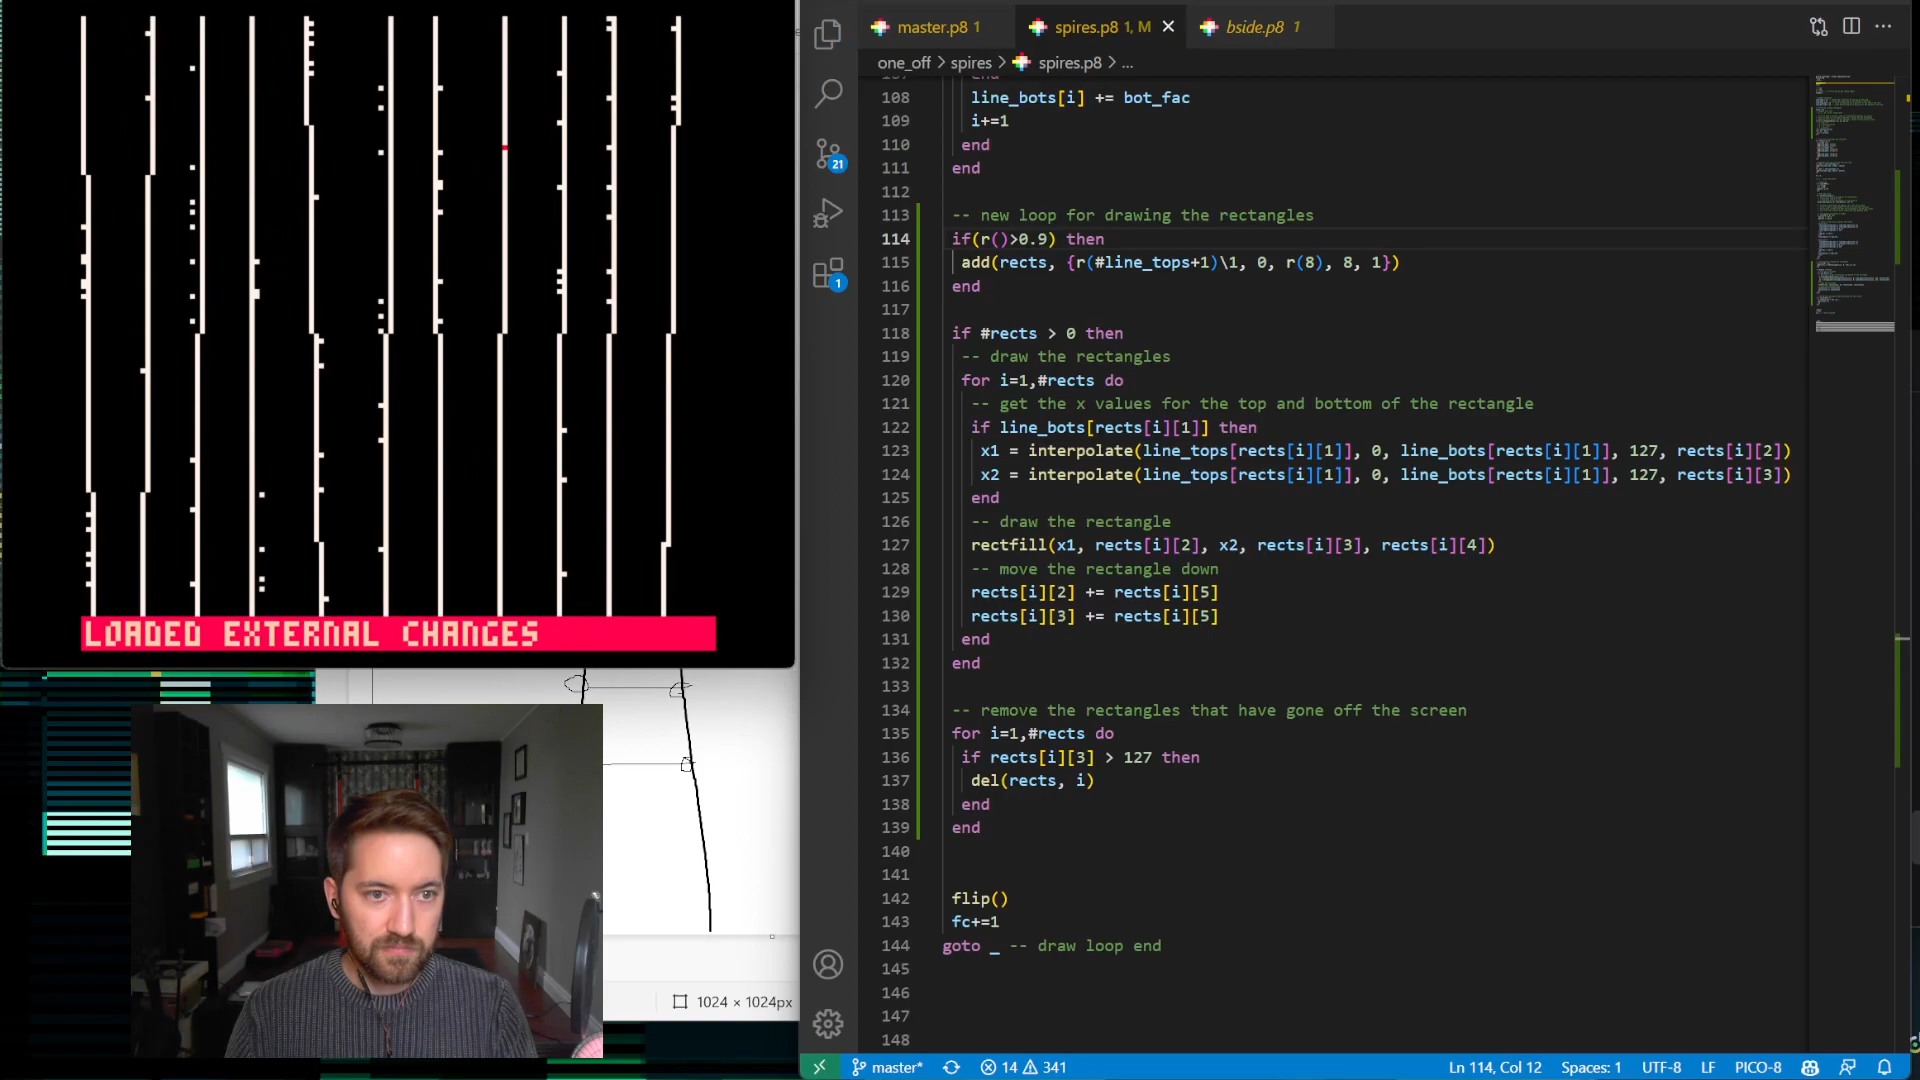 LOADED EXTERNAL CHANGES
1024 × 1024px
master.p8 1
spires.p8 1, M
bside.p8 1
one_off > spires > spires.p8 > ...
21
1
107 end
108 line_bots[i] += bot_fac
109 i+=1
110 end
111 end
112
113 -- new loop for drawing the rectangles
114 if(r()>0.9) then
115 add(rects, {r(#line_tops+1)\1, 0, r(8), 8, 1})
116 end
117
118 if #rects > 0 then
119 -- draw the rectangles
120 for i=1,#rects do
121 -- get the x values for the top and bottom of the rectangle
122 if line_bots[rects[i][1]] then
123 x1 = interpolate(line_tops[rects[i][1]], 0, line_bots[rects[i][1]], 127, rects[i][2])
124 x2 = interpolate(line_tops[rects[i][1]], 0, line_bots[rects[i][1]], 127, rects[i][3])
125 end
126 -- draw the rectangle
127 rectfill(x1, rects[i][2], x2, rects[i][3], rects[i][4])
128 -- move the rectangle down
129 rects[i][2] += rects[i][5]
130 rects[i][3] += rects[i][5]
131 end
132 end
133
134 -- remove the rectangles that have gone off the screen
135 for i=1,#rects do
136 if rects[i][3] > 127 then
137 del(rects, i)
138 end
139 end
140
141
142 flip()
143 fc+=1
144 goto _ -- draw loop end
145
146
147
148
master* 14 341 Ln 114, Col 12 Spaces: 1 UTF-8 LF PICO-8